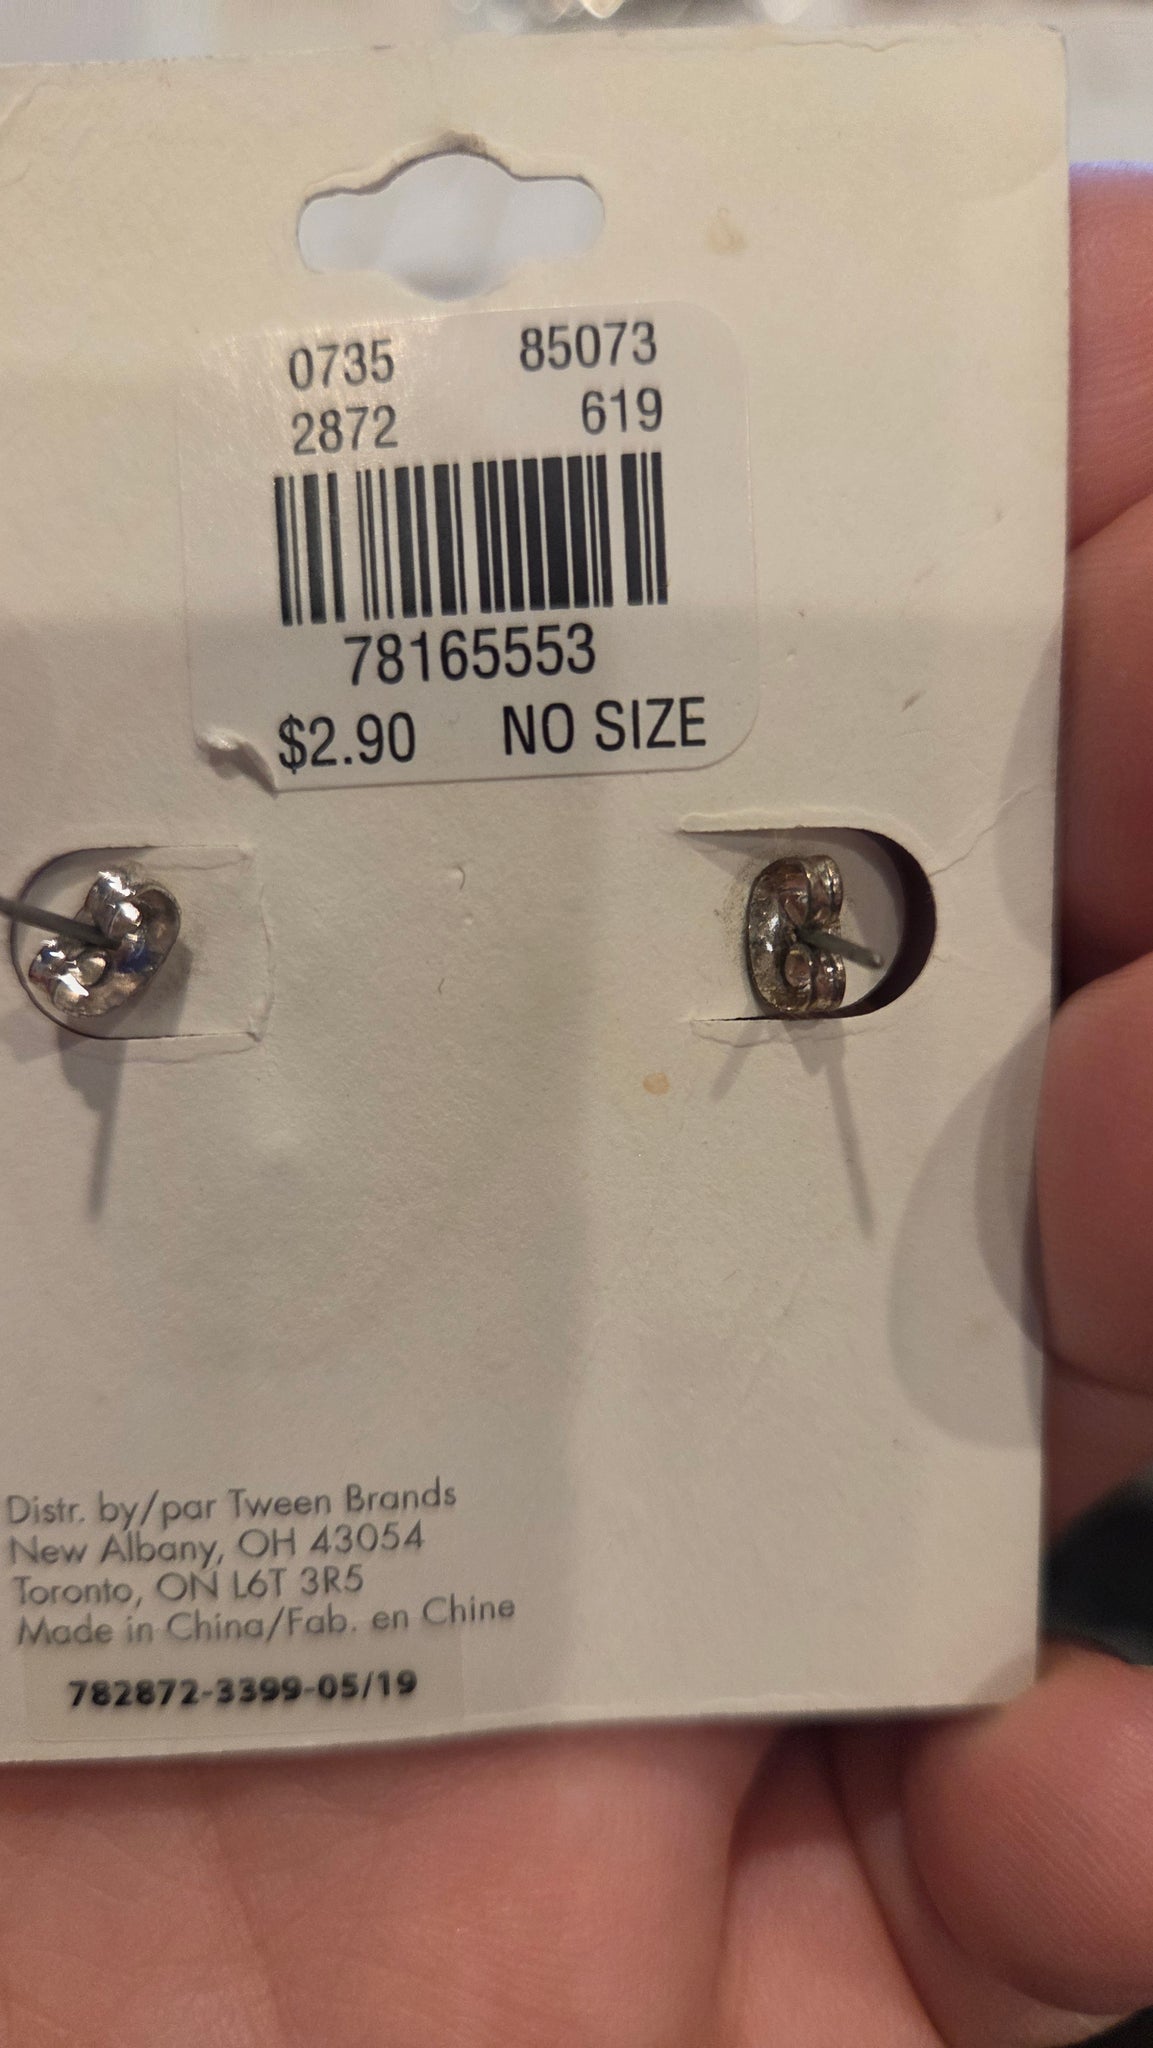 0735 85073
2872 619
78165553
$2.90 NO SIZE
Distr. by/par Tween Brands
New Albany, OH 43054
Toronto, ON L6T 3R5
Made in China/Fab. en Chine
782872-3399-05/19